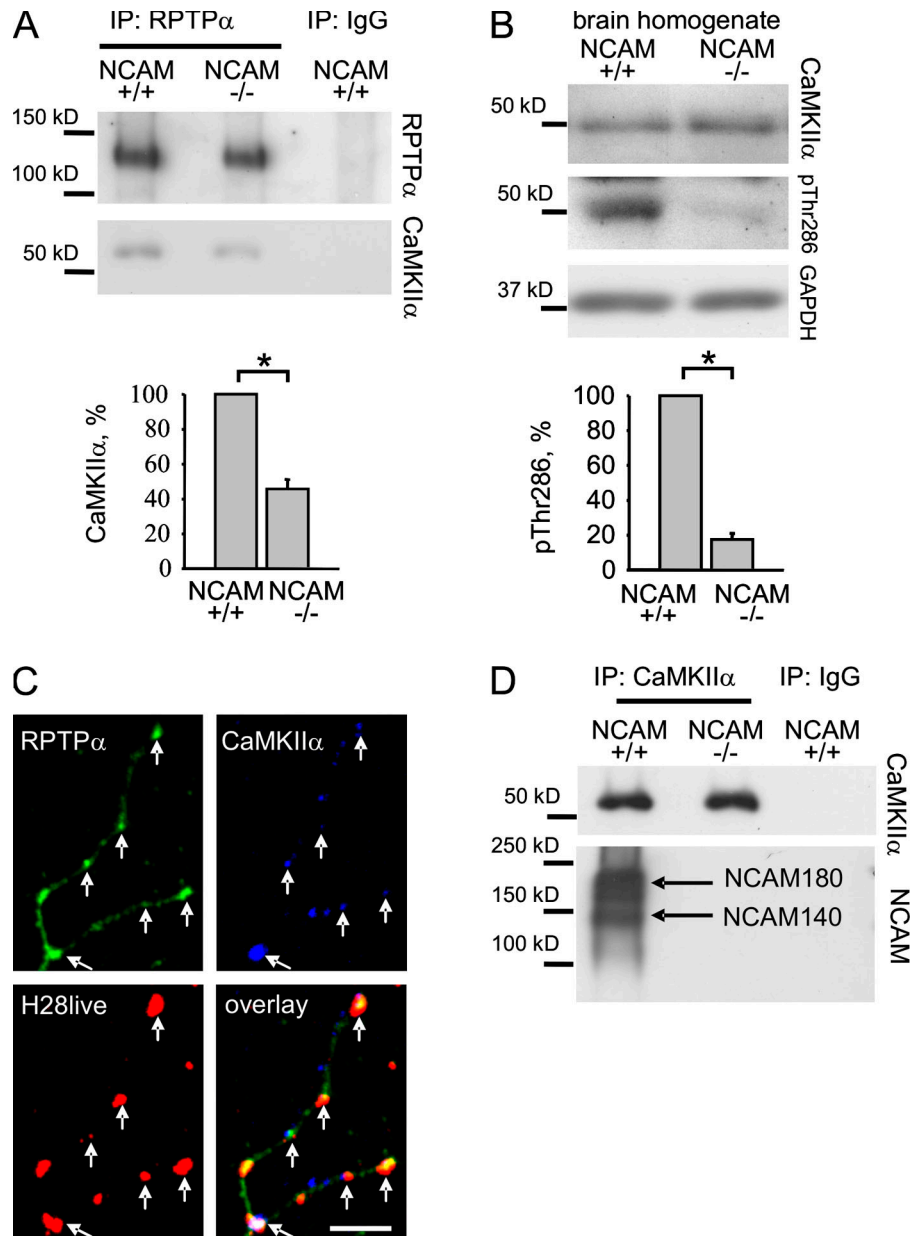 A
IP: RPTPα IP: IgG
NCAM +/+ NCAM -/- NCAM +/+
150 kD
100 kD
RPTPα
50 kD
CaMKIIα
*
CaMKIIα, %
100
80
60
40
20
0
NCAM +/+ NCAM -/-
B
brain homogenate
NCAM +/+ NCAM -/-
50 kD
CaMKIIα
50 kD
pThr286
37 kD
GAPDH
*
pThr286, %
100
80
60
40
20
0
NCAM +/+ NCAM -/-
C
RPTPα
CaMKIIα
H28live
overlay
D
IP: CaMKIIα IP: IgG
NCAM +/+ NCAM -/- NCAM +/+
50 kD
CaMKIIα
250 kD
150 kD
100 kD
NCAM180
NCAM140
NCAM